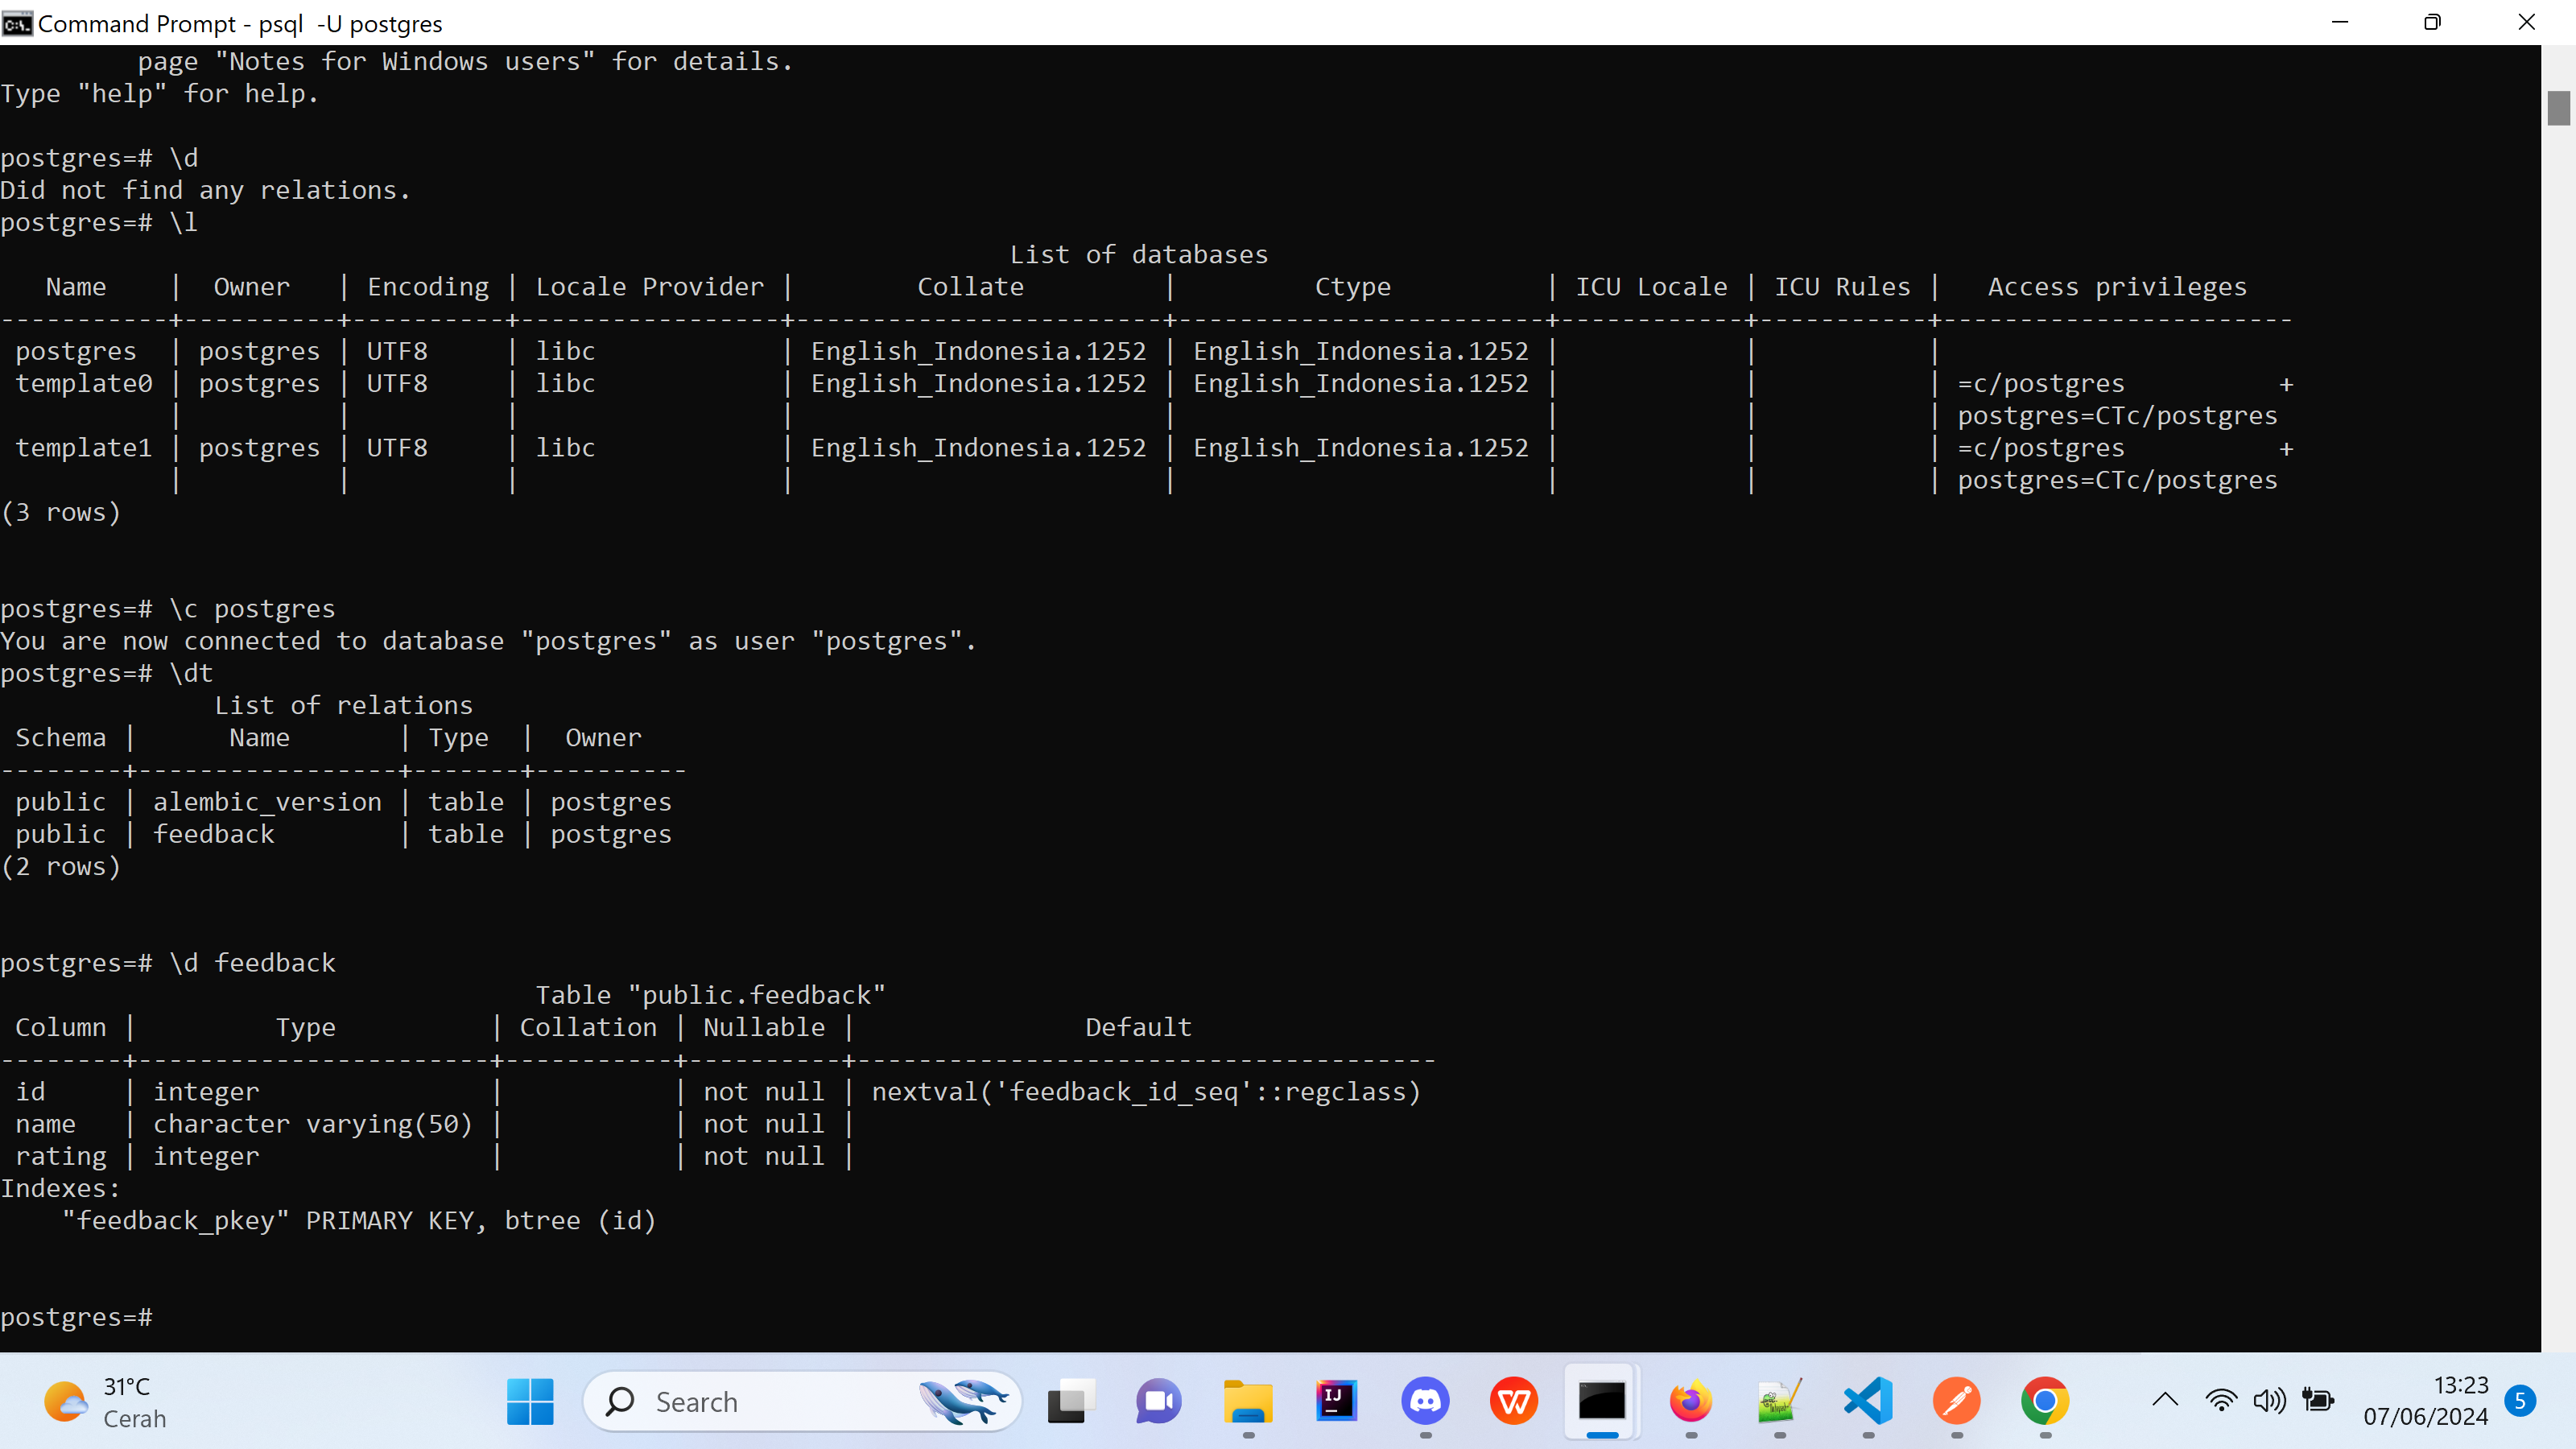 Command Prompt - psql  -U postgres
         page "Notes for Windows users" for details.
Type "help" for help.
postgres=# \d
Did not find any relations.
postgres=# \l
                                                                  List of databases
   Name    |  Owner   | Encoding | Locale Provider |        Collate         |         Ctype          | ICU Locale | ICU Rules |   Access privileges
-----------+----------+----------+-----------------+------------------------+------------------------+------------+-----------+-----------------------
 postgres  | postgres | UTF8     | libc            | English_Indonesia.1252 | English_Indonesia.1252 |            |           |
 template0 | postgres | UTF8     | libc            | English_Indonesia.1252 | English_Indonesia.1252 |            |           | =c/postgres          +
           |          |          |                 |                        |                        |            |           | postgres=CTc/postgres
 template1 | postgres | UTF8     | libc            | English_Indonesia.1252 | English_Indonesia.1252 |            |           | =c/postgres          +
           |          |          |                 |                        |                        |            |           | postgres=CTc/postgres
(3 rows)
postgres=# \c postgres
You are now connected to database "postgres" as user "postgres".
postgres=# \dt
              List of relations
 Schema |      Name       | Type  |  Owner
--------+-----------------+-------+----------
 public | alembic_version | table | postgres
 public | feedback        | table | postgres
(2 rows)
postgres=# \d feedback
                                   Table "public.feedback"
 Column |         Type          | Collation | Nullable |               Default
--------+-----------------------+-----------+----------+--------------------------------------
 id     | integer               |           | not null | nextval('feedback_id_seq'::regclass)
 name   | character varying(50) |           | not null |
 rating | integer               |           | not null |
Indexes:
    "feedback_pkey" PRIMARY KEY, btree (id)
postgres=#
31°C
Cerah
Search
13:23
07/06/2024
5